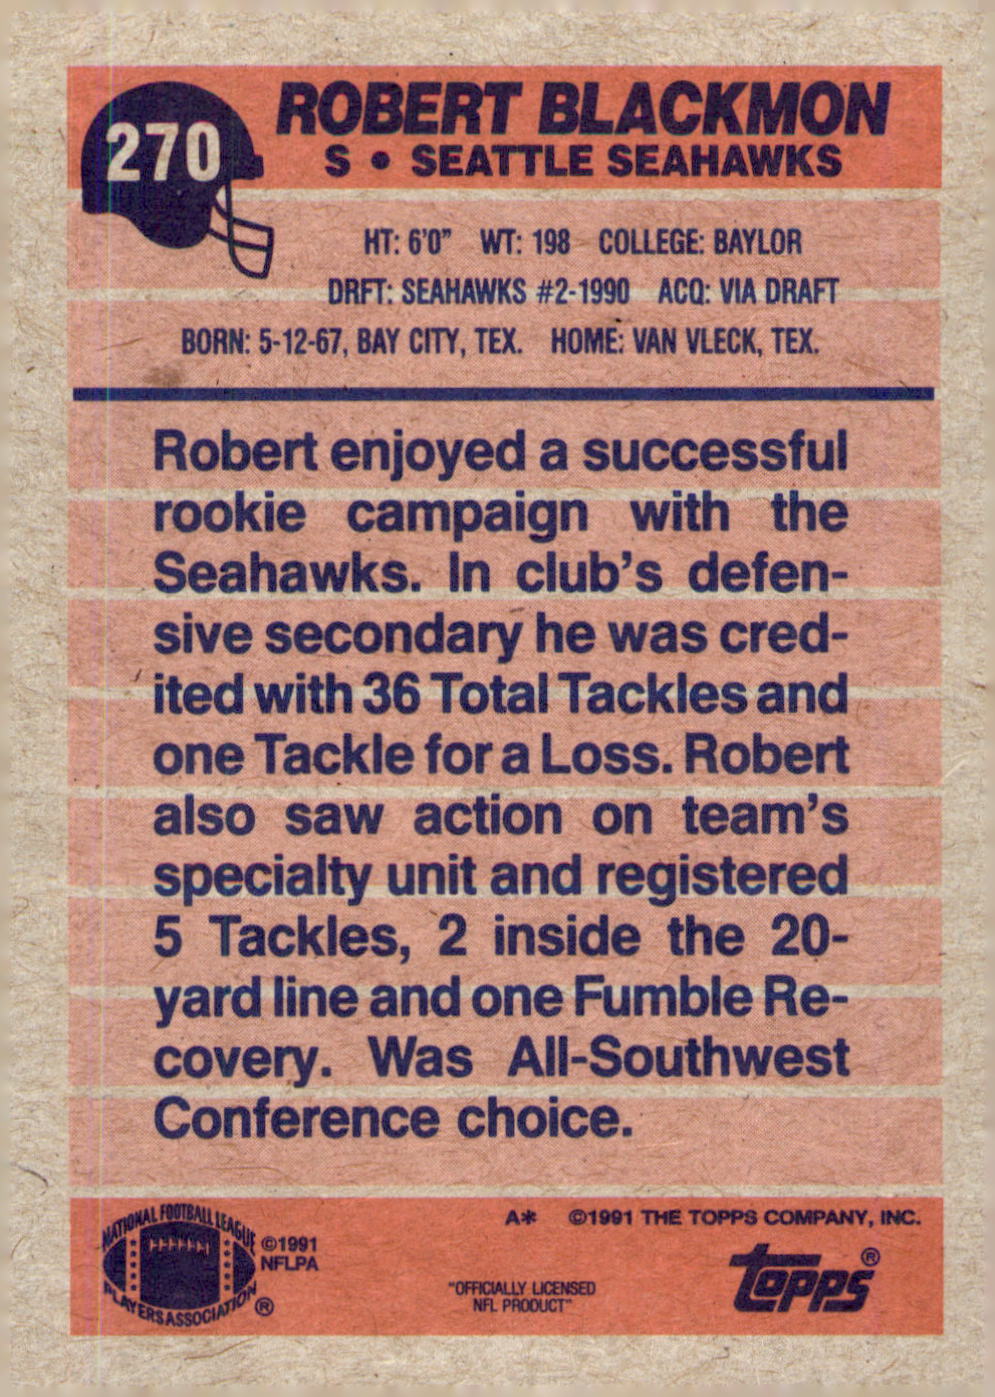 270
ROBERT BLACKMON
S • SEATTLE SEAHAWKS
HT: 6'0" WT: 198 COLLEGE: BAYLOR
DRFT: SEAHAWKS #2-1990 ACQ: VIA DRAFT
BORN: 5-12-67, BAY CITY, TEX. HOME: VAN VLECK, TEX.
Robert enjoyed a successful
rookie campaign with the
Seahawks. In club's defen-
sive secondary he was cred-
ited with 36 Total Tackles and
one Tackle for a Loss. Robert
also saw action on team's
specialty unit and registered
5 Tackles, 2 inside the 20-
yard line and one Fumble Re-
covery. Was All-Southwest
Conference choice.
NATIONAL FOOTBALL LEAGUE
PLAYERS ASSOCIATION ®
©1991
NFLPA
A* ©1991 THE TOPPS COMPANY, INC.
"OFFICIALLY LICENSED
NFL PRODUCT"
topps®